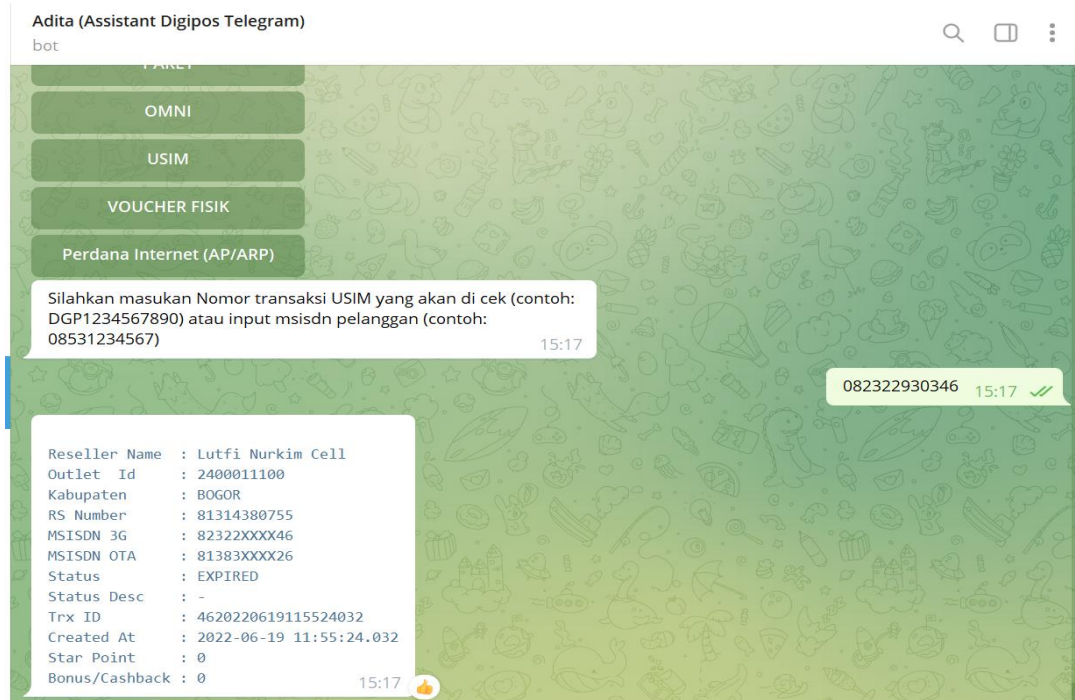 Adita (Assistant Digipos Telegram)
bot
PAKET
OMNI
USIM
VOUCHER FISIK
Perdana Internet (AP/ARP)
Silahkan masukan Nomor transaksi USIM yang akan di cek (contoh:
DGP1234567890) atau input msisdn pelanggan (contoh:
08531234567)
15:17
082322930346 15:17
Reseller Name : Lutfi Nurkim Cell
Outlet Id : 2400011100
Kabupaten : BOGOR
RS Number : 81314380755
MSISDN 3G : 82322XXXX46
MSISDN OTA : 81383XXXX26
Status : EXPIRED
Status Desc : -
Trx ID : 4620220619115524032
Created At : 2022-06-19 11:55:24.032
Star Point : 0
Bonus/Cashback : 0
15:17